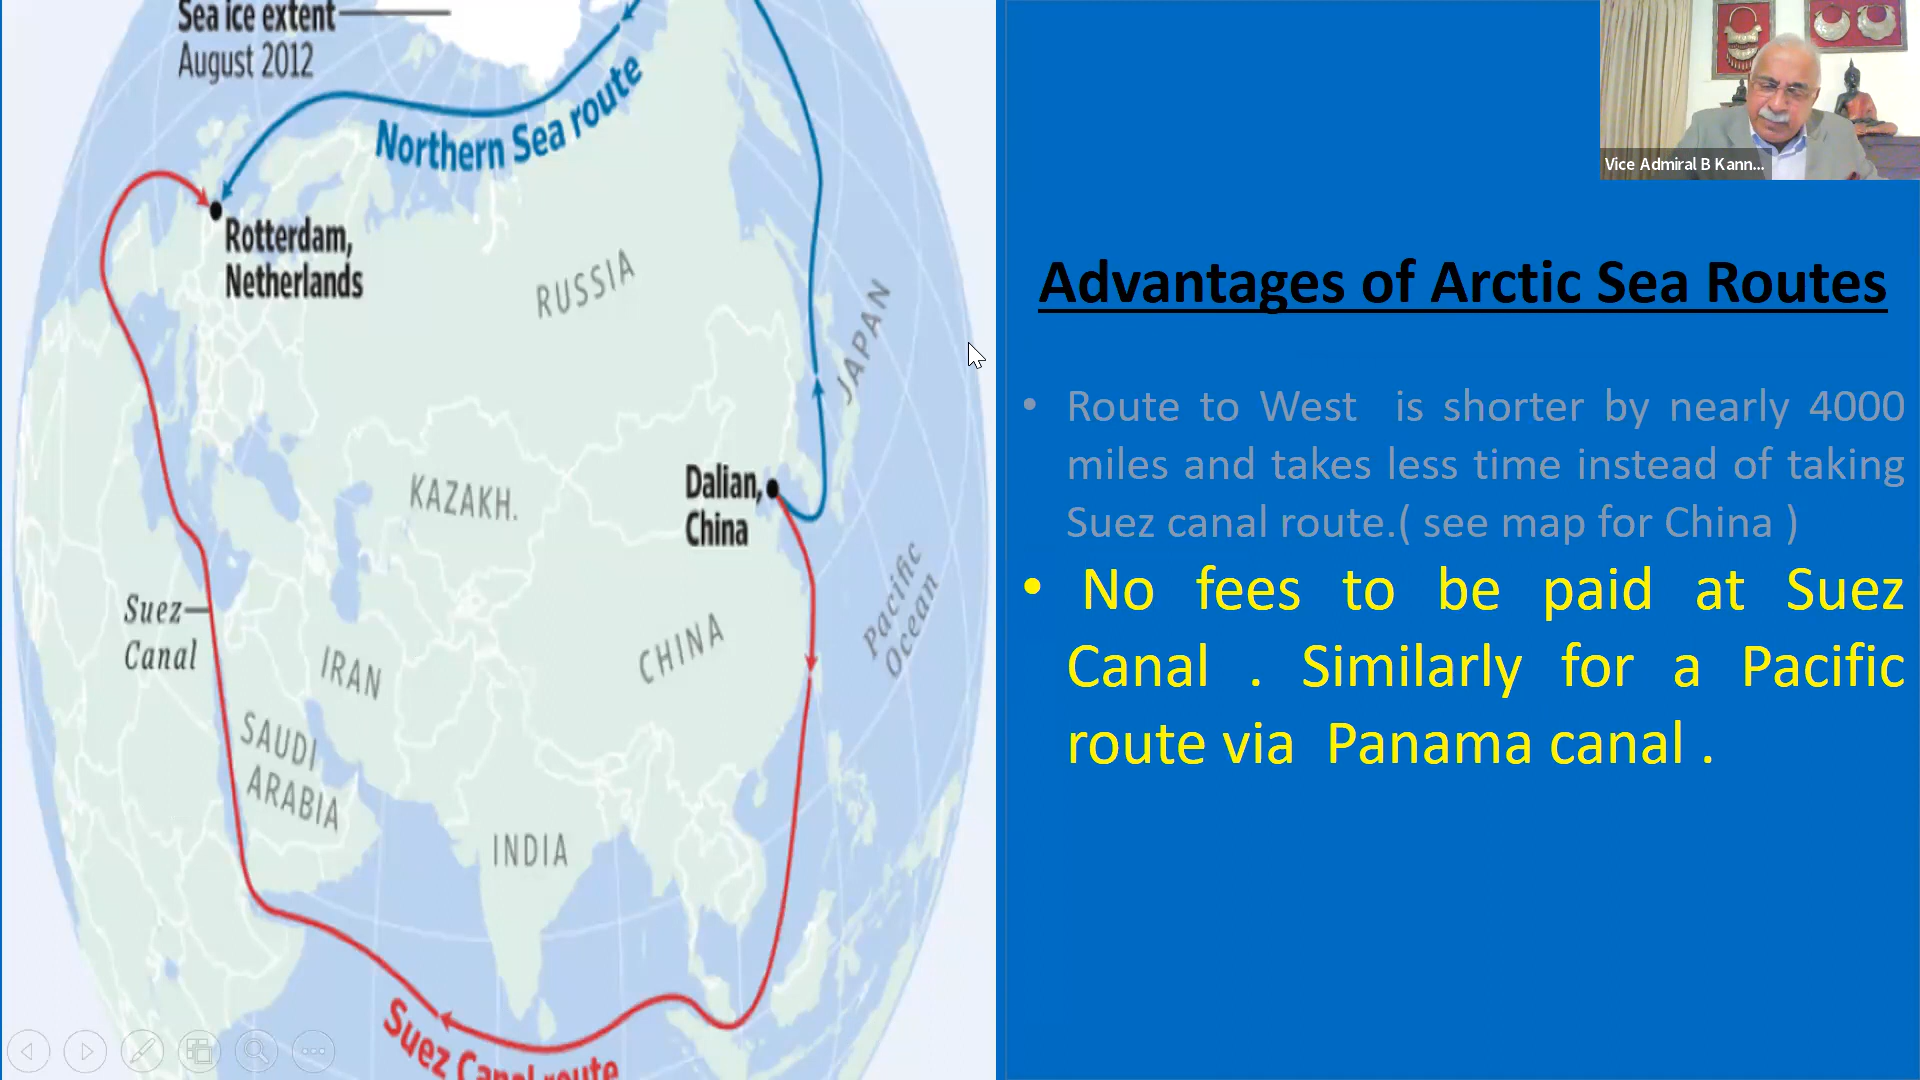 Sea ice extent
August 2012
Northern Sea route
Rotterdam,
Netherlands
RUSSIA
JAPAN
KAZAKH.
Dalian,
China
Pacific
Ocean
Suez
Canal
IRAN
CHINA
SAUDI
ARABIA
INDIA
Suez Canal route
Vice Admiral B Kann...
Advantages of Arctic Sea Routes
• Route to West is shorter by nearly 4000
miles and takes less time instead of taking
Suez canal route.( see map for China )
• No fees to be paid at Suez
Canal . Similarly for a Pacific
route via Panama canal .